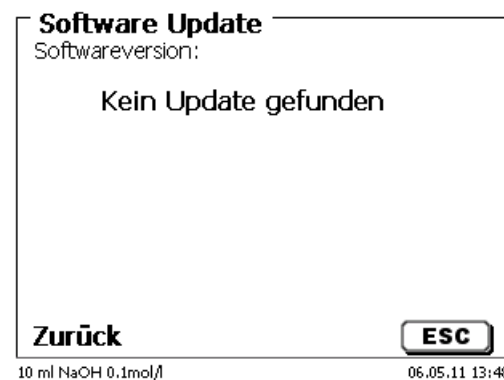 Software Update
Softwareversion:
Kein Update gefunden
Zurück ESC
10 ml NaOH 0.1mol/l 06.05.11 13:48